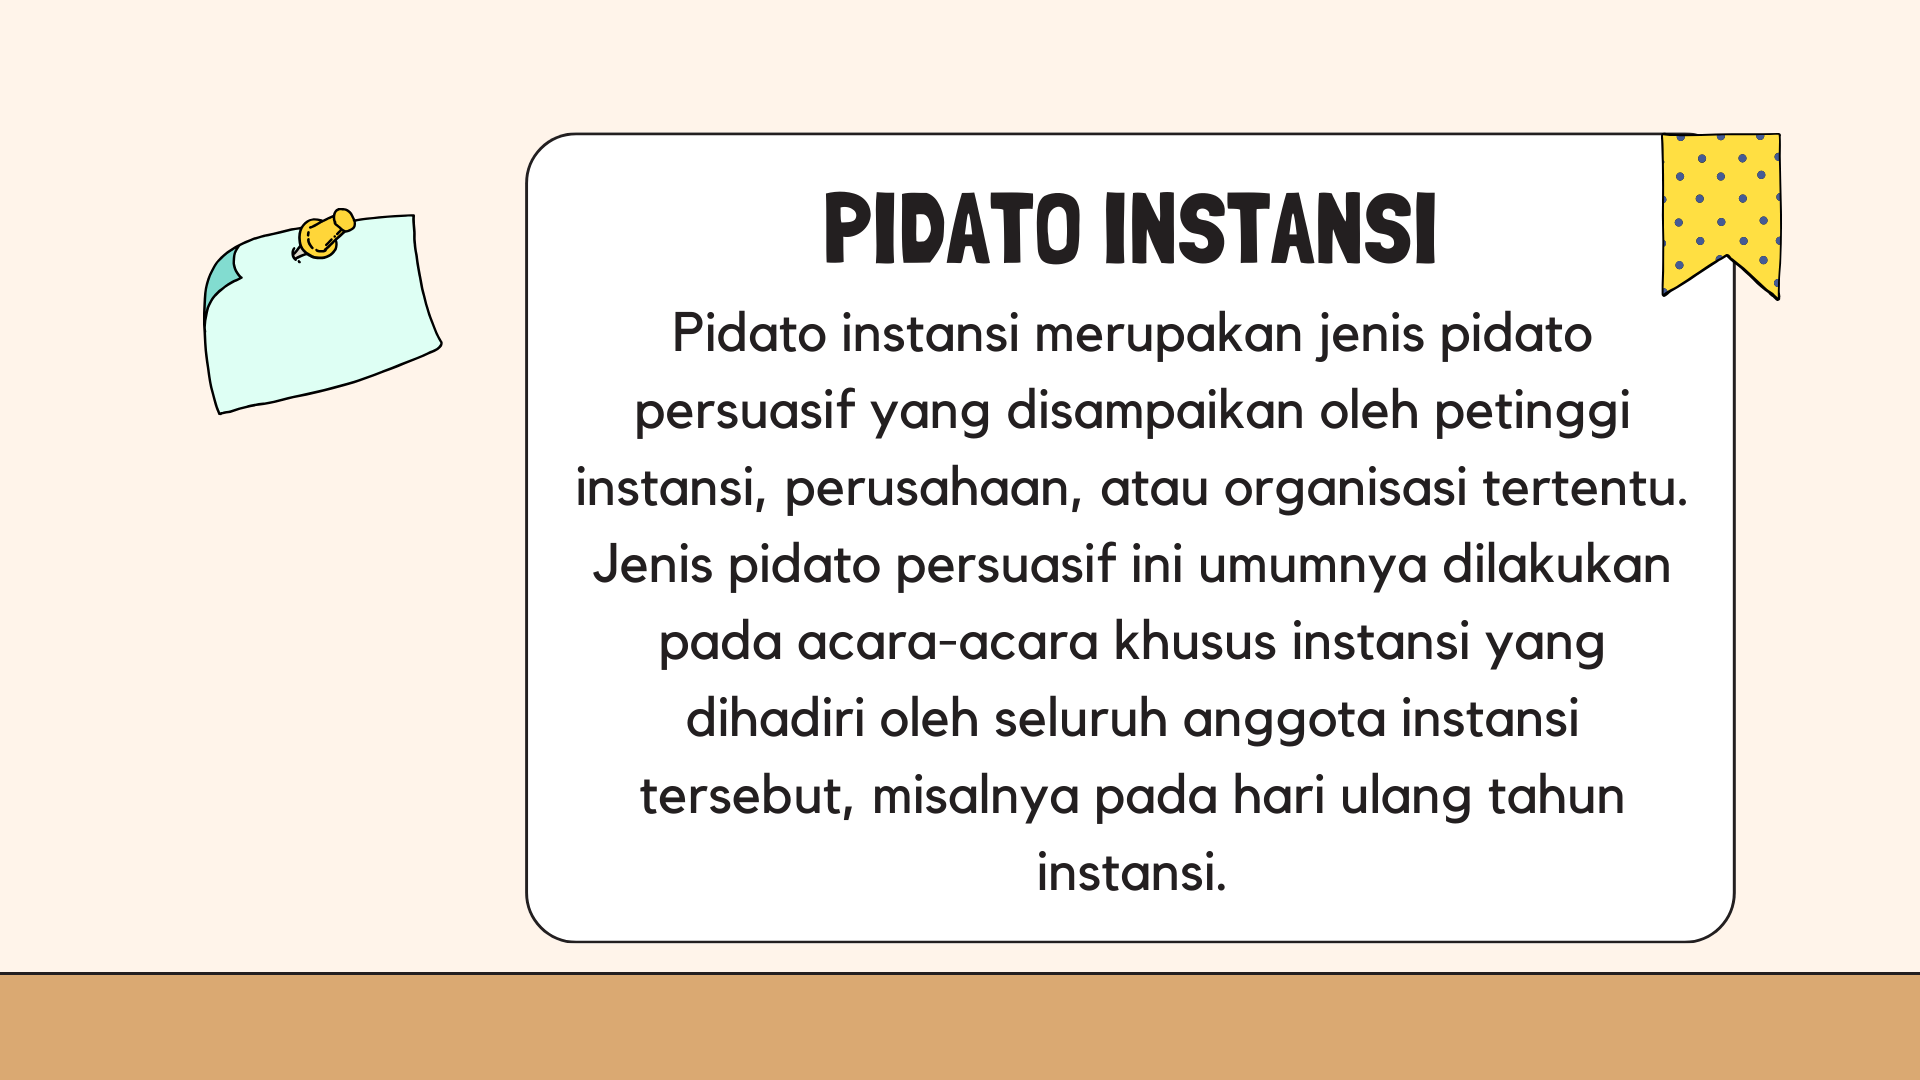 PIDATO INSTANSI
Pidato instansi merupakan jenis pidato
persuasif yang disampaikan oleh petinggi
instansi, perusahaan, atau organisasi tertentu.
Jenis pidato persuasif ini umumnya dilakukan
pada acara-acara khusus instansi yang
dihadiri oleh seluruh anggota instansi
tersebut, misalnya pada hari ulang tahun
instansi.